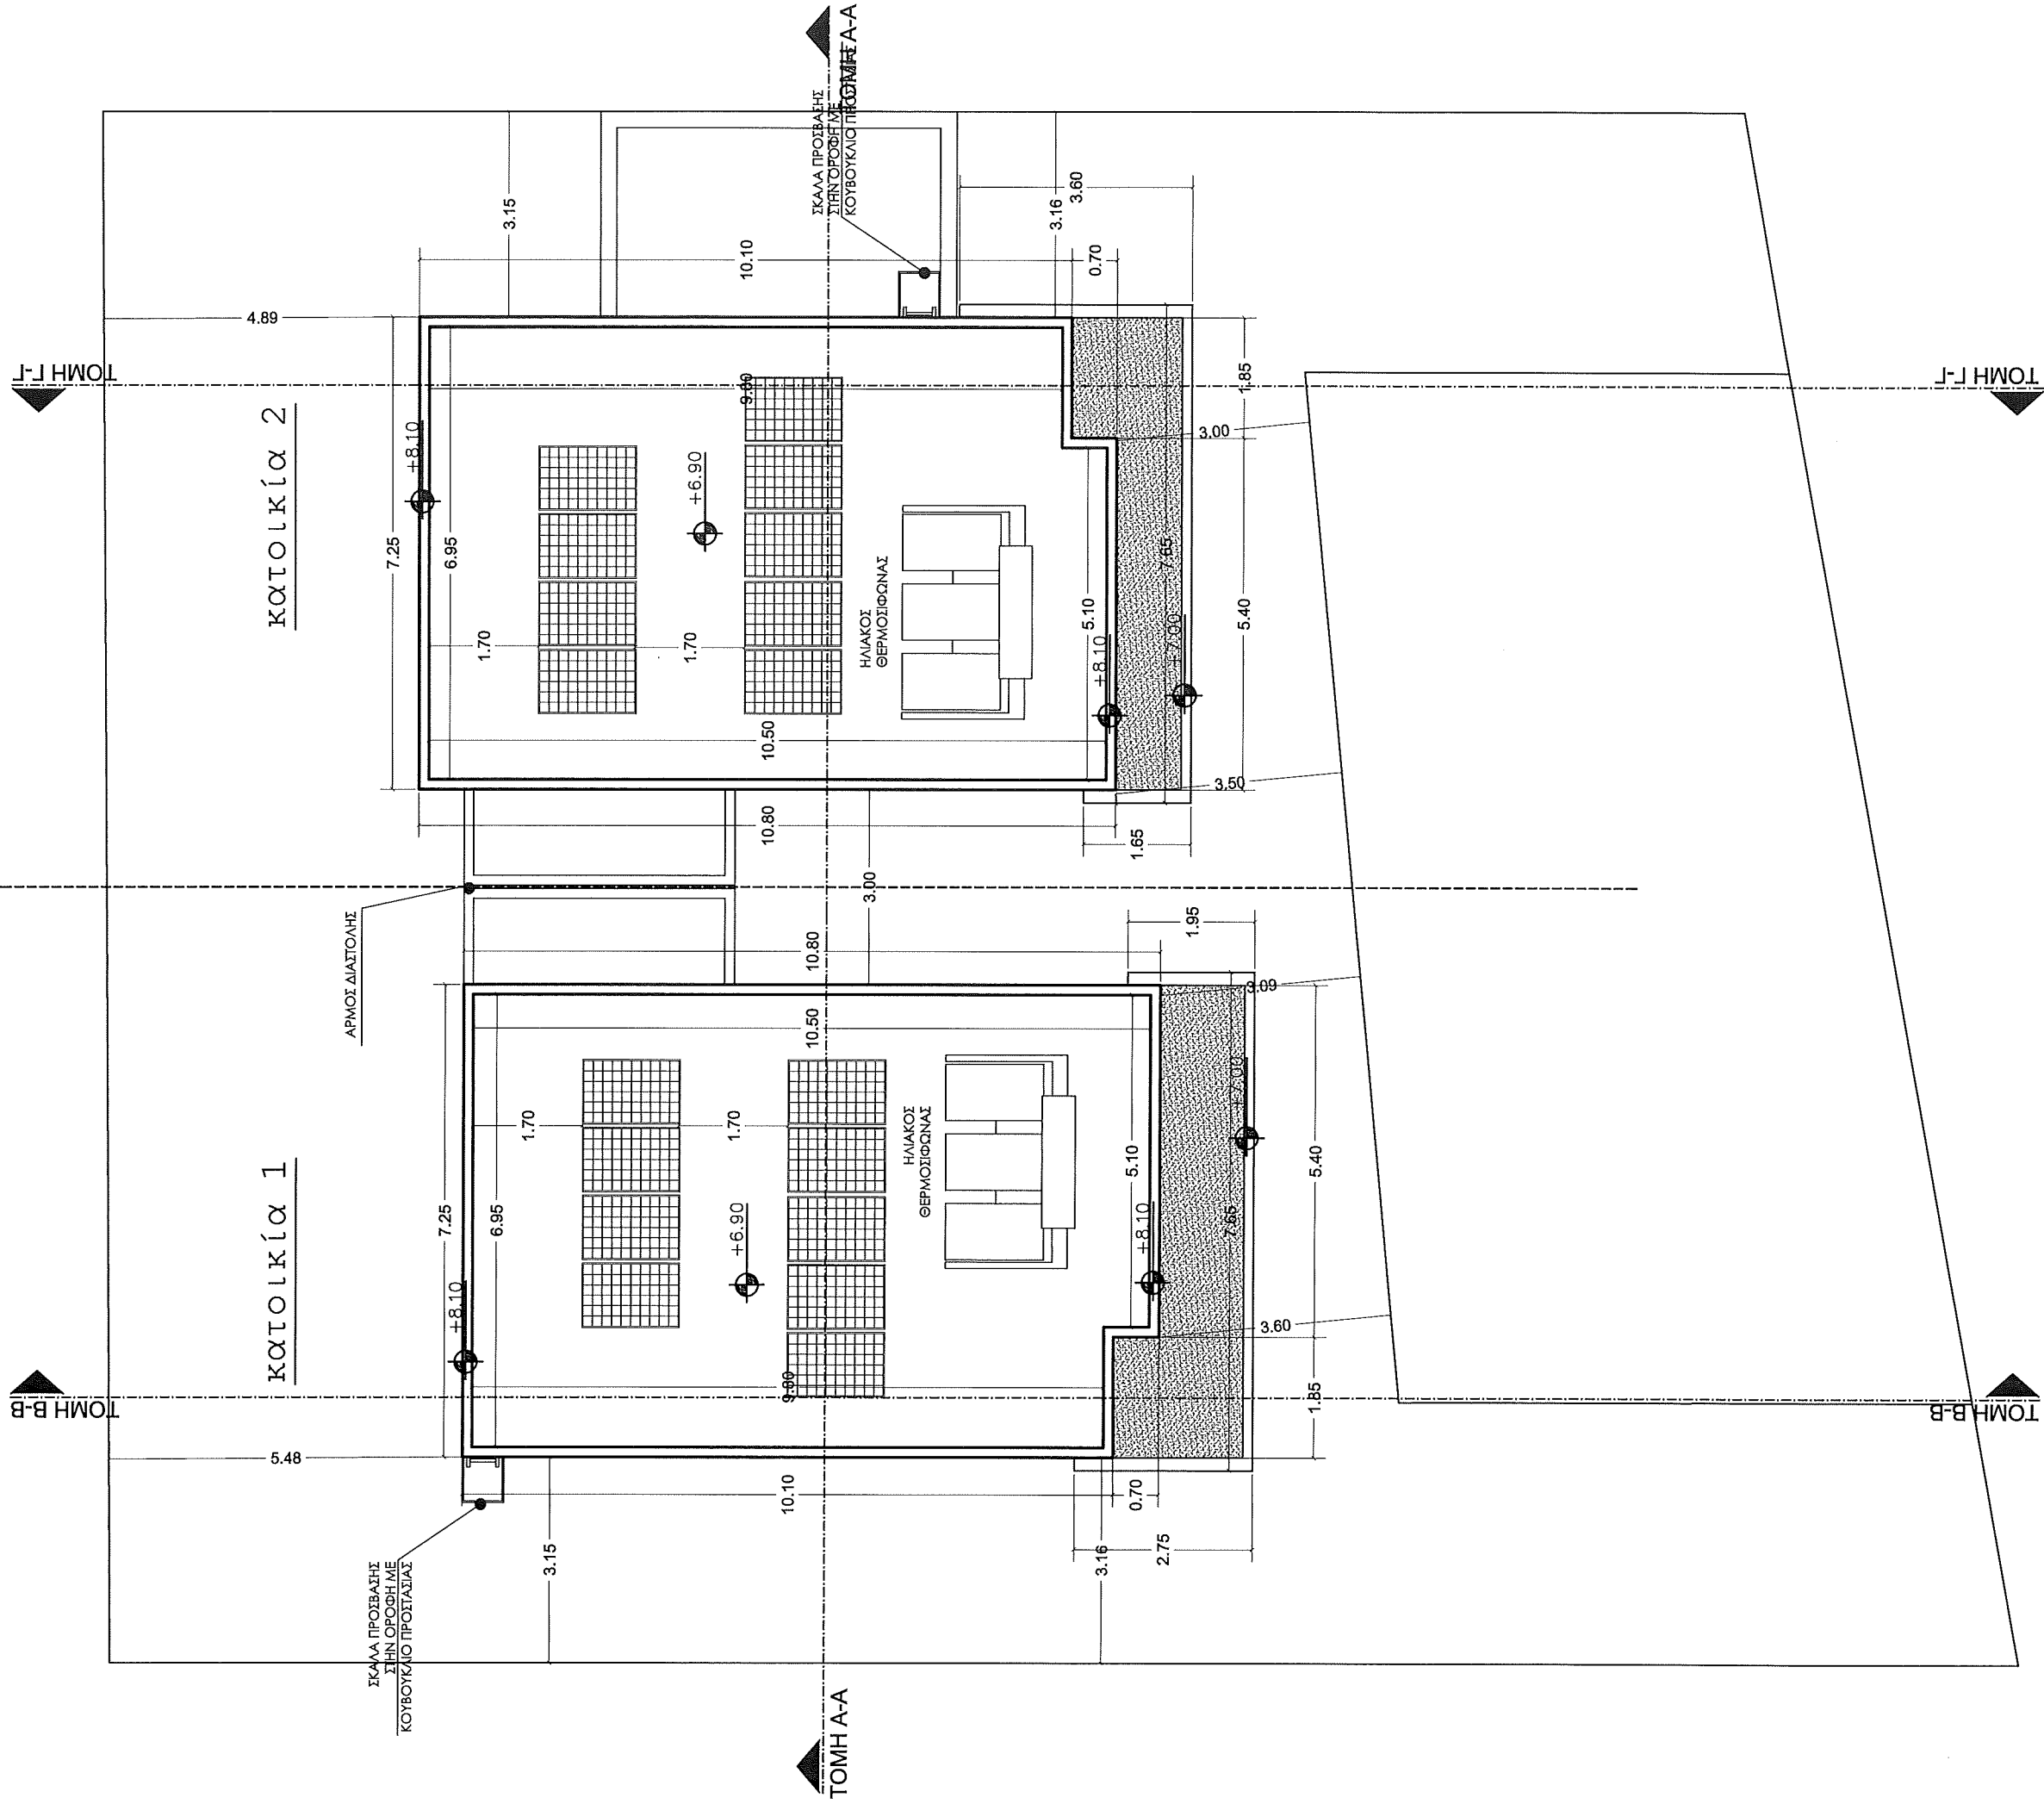 ΤΟΜΗ Α-Α
ΣΚΑΛΑ ΠΡΟΣΒΑΣΗΣ
ΣΤΗΝ ΟΡΟΦΗ ΜΕ
ΚΟΥΒΟΥΚΛΙΟ ΠΡΟΣΤΑΣΙΑΣ
3.15
3.60
3.16
10.10
0.70
4.89
ΤΟΜΗ Γ-Γ
ΤΟΜΗ Γ-Γ
κατοικία 2
+8.10
7.25
6.95
9.80
1.85
3.00
+6.90
1.70
1.70
ΗΛΙΑΚΟΣ
ΘΕΡΜΟΣΙΦΩΝΑΣ
5.10
+8.10
7.65
+7.00
5.40
10.50
3.50
10.80
1.65
3.00
ΑΡΜΟΣ ΔΙΑΣΤΟΛΗΣ
1.95
10.80
3.09
κατοικία 1
10.50
1.70
1.70
ΗΛΙΑΚΟΣ
ΘΕΡΜΟΣΙΦΩΝΑΣ
5.10
+7.00
5.40
7.25
6.95
+6.90
+8.10
7.65
+8.10
3.60
9.80
1.85
ΤΟΜΗ Β-Β
ΤΟΜΗ Β-Β
5.48
10.10
0.70
3.15
3.16
2.75
ΣΚΑΛΑ ΠΡΟΣΒΑΣΗΣ
ΣΤΗΝ ΟΡΟΦΗ ΜΕ
ΚΟΥΒΟΥΚΛΙΟ ΠΡΟΣΤΑΣΙΑΣ
ΤΟΜΗ Α-Α